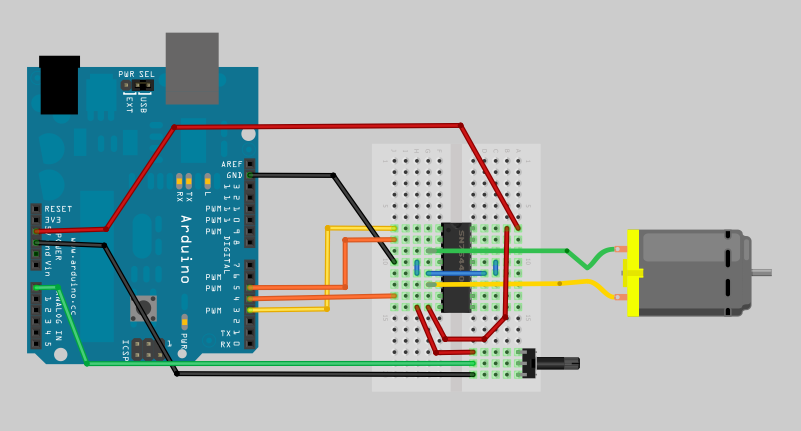 PWR SEL
EXT
USB
AREF
GND
RX
TX
L
RESET
3V3
5V
Gnd
Vin
POWER
www.arduino.cc
Arduino
DIGITAL
PWM
PWM
PWM
PWM
PWM
PWM
13
12
11
10
9
8
7
6
5
4
3
2
1
0
TX
RX
ANALOG IN
0
1
2
3
4
5
ICSP
1
PWR